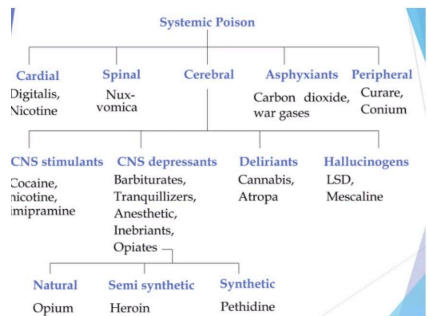 Systemic Poison
Cardial
Digitalis,
Nicotine
Spinal
Nux-
vomica
Cerebral
Asphyxiants
Carbon dioxide,
war gases
Peripheral
Curare,
Conium
CNS stimulants
Cocaine,
nicotine,
imipramine
CNS depressants
Barbiturates,
Tranquillizers,
Anesthetic,
Inebriants,
Opiates
Deliriants
Cannabis,
Atropa
Hallucinogens
LSD,
Mescaline
Natural
Opium
Semi synthetic
Heroin
Synthetic
Pethidine